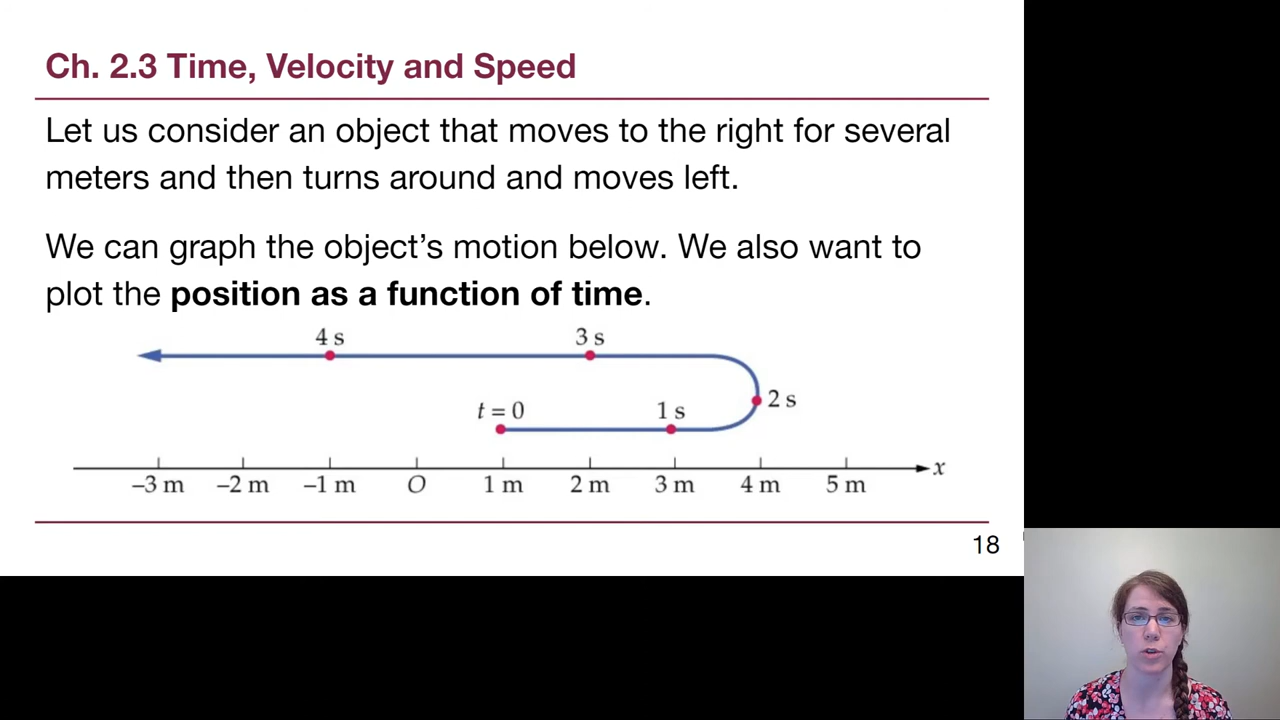 Ch. 2.3 Time, Velocity and Speed
Let us consider an object that moves to the right for several
meters and then turns around and moves left.
We can graph the object’s motion below. We also want to
plot the position as a function of time.
4 s
3 s
2 s
t = 0
1 s
x
–3 m –2 m –1 m O 1 m 2 m 3 m 4 m 5 m
18